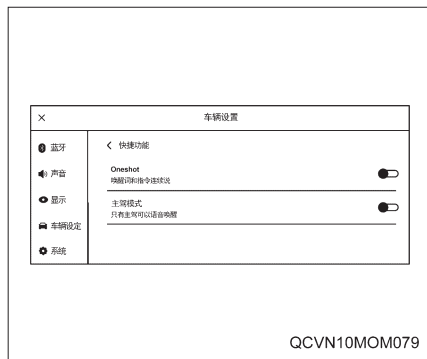 车辆设置
蓝牙
声音
显示
车辆设定
系统
快捷功能
Oneshot
唤醒词和指令连续说
主驾模式
只有主驾可以语音唤醒
QCVN10MOM079